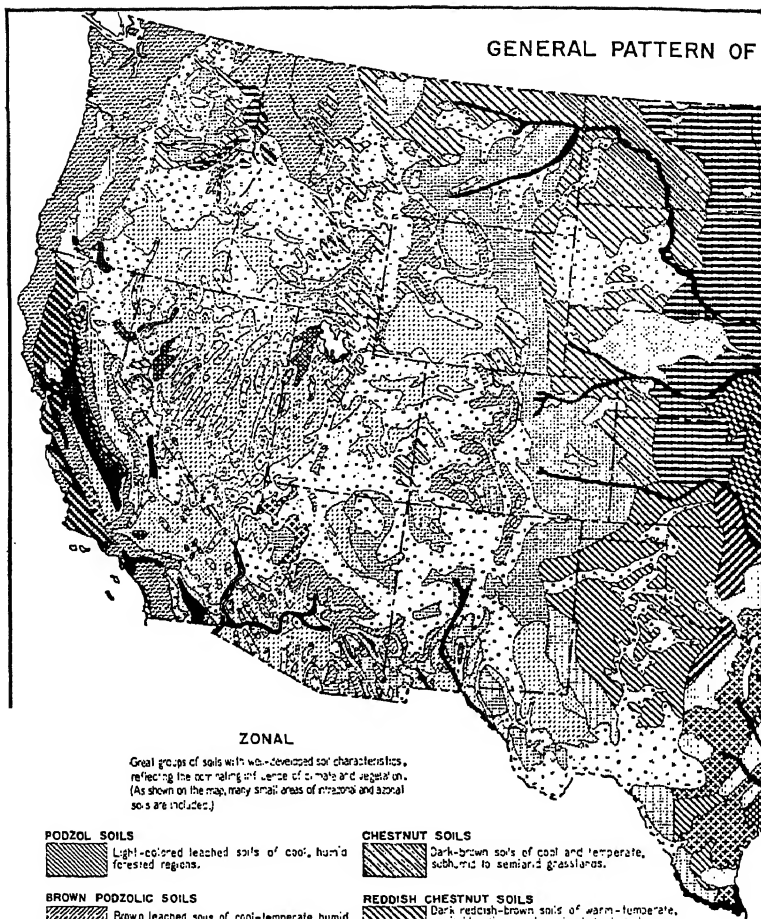 GENERAL PATTERN OF
ZONAL
Great groups of soils with well-developed soil characteristics,
reflecting the dominating influence of climate and vegetation.
(As shown on the map, many small areas of intrazonal and azonal
soils are included.)
PODZOL SOILS
Light-colored leached soils of cool, humid
forested regions.
BROWN PODZOLIC SOILS
Brown leached soils of cool-temperate humid
CHESTNUT SOILS
Dark-brown soils of cool and temperate,
subhumid to semiarid grasslands.
REDDISH CHESTNUT SOILS
Dark reddish-brown soils of warm-temperate,